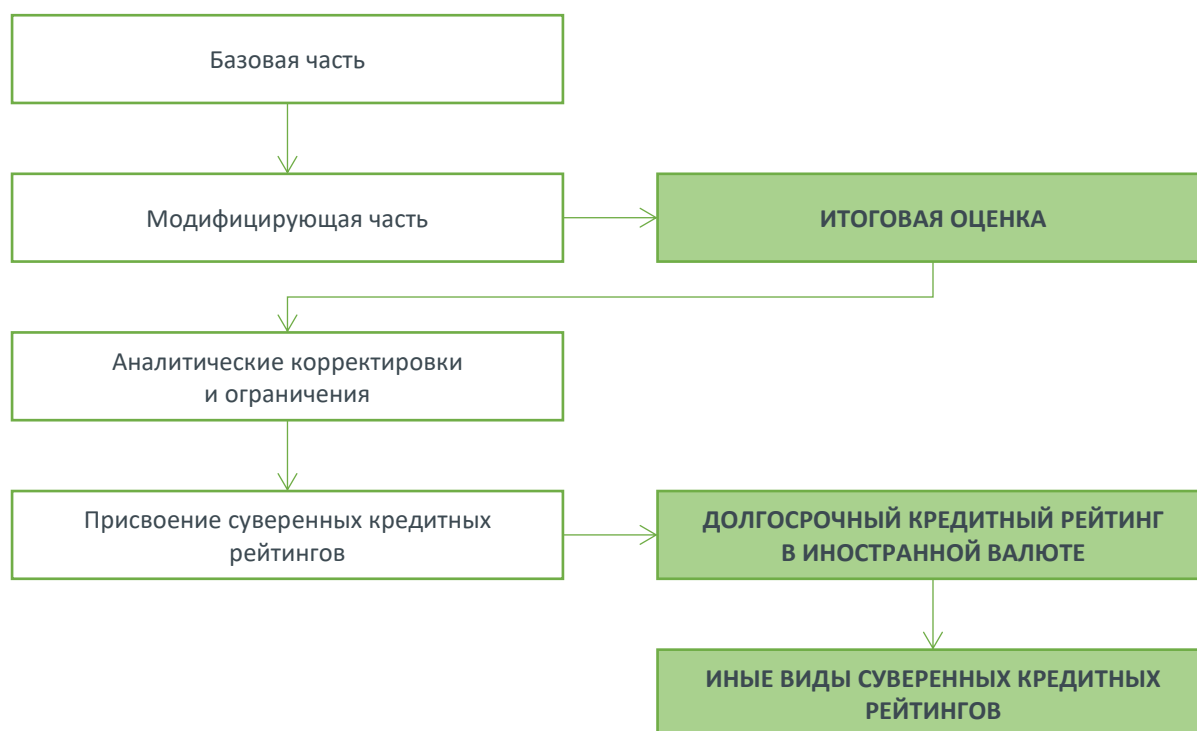 Базовая часть
Модифицирующая часть
ИТОГОВАЯ ОЦЕНКА
Аналитические корректировки
и ограничения
Присвоение суверенных кредитных
рейтингов
ДОЛГОСРОЧНЫЙ КРЕДИТНЫЙ РЕЙТИНГ
В ИНОСТРАННОЙ ВАЛЮТЕ
ИНЫЕ ВИДЫ СУВЕРЕННЫХ КРЕДИТНЫХ
РЕЙТИНГОВ